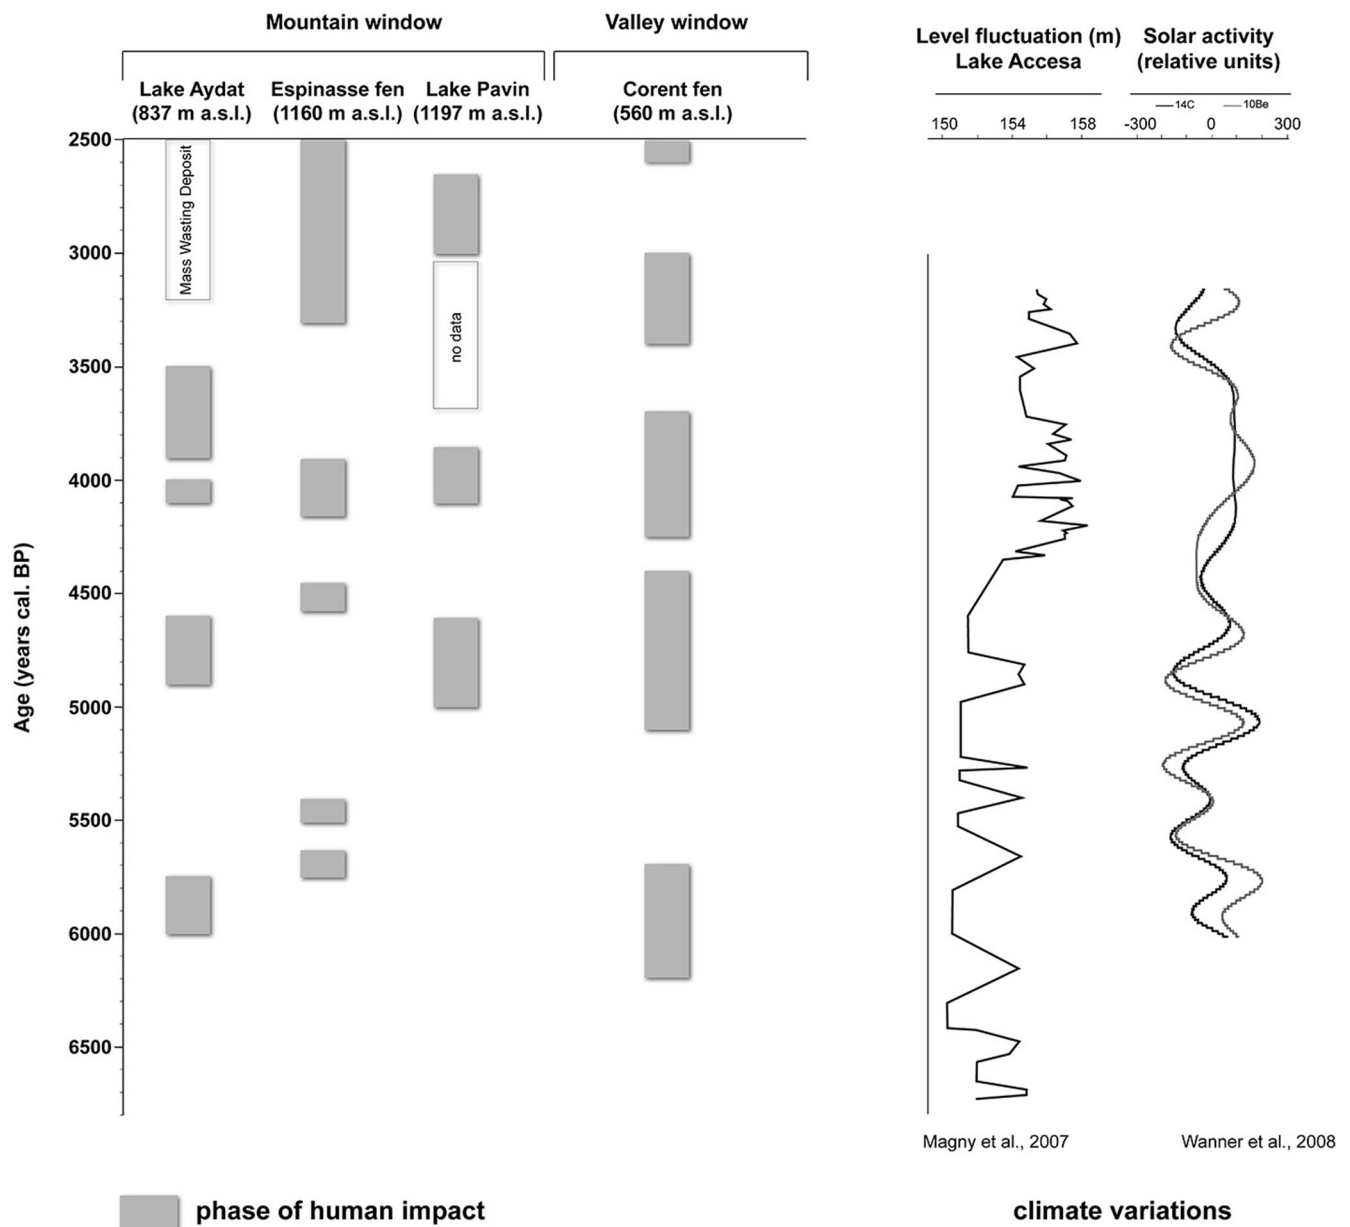 Mountain window
Valley window
Level fluctuation (m)
Lake Accesa
Solar activity
(relative units)
Lake Aydat
(837 m a.s.l.)
Espinasse fen
(1160 m a.s.l.)
Lake Pavin
(1197 m a.s.l.)
Corent fen
(560 m a.s.l.)
14C
10Be
150
154
158
-300
0
300
Age (years cal. BP)
2500
3000
3500
4000
4500
5000
5500
6000
6500
Mass Wasting Deposit
no data
Magny et al., 2007
Wanner et al., 2008
phase of human impact
climate variations